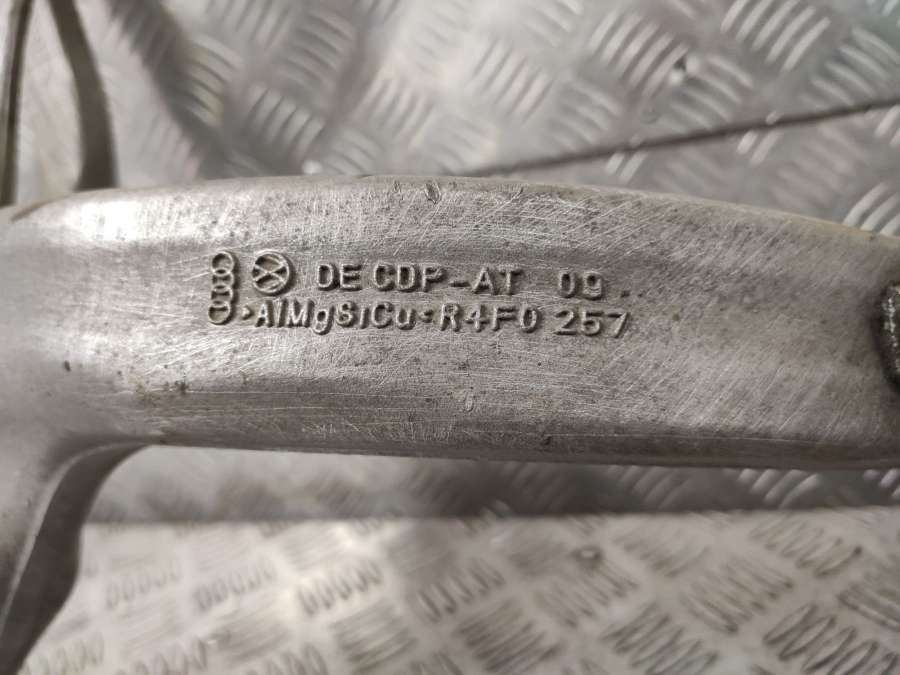 DE CDP-AT 09
>AlMgSiCu<R4F0 257